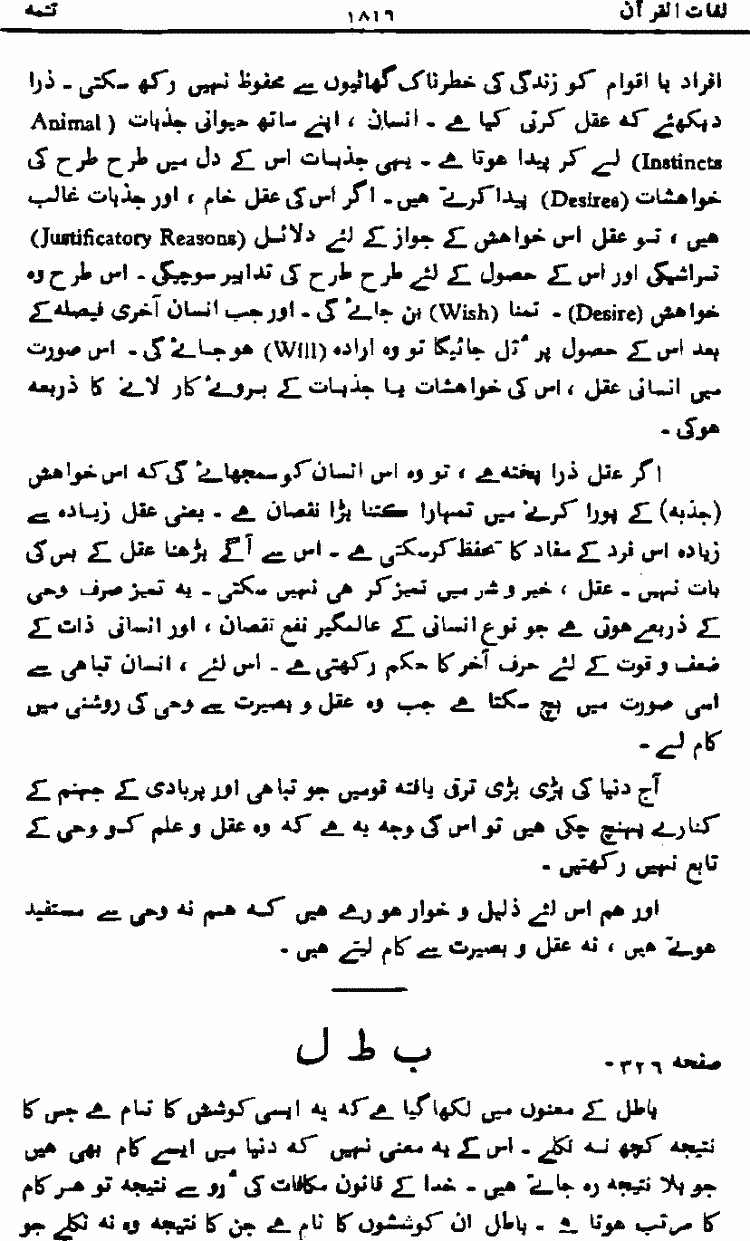 لغات القرآن
۱۸۱۶
تتمہ
افراد یا اقوام کو زندگی کی خطرناک گھاٹیوں سے محفوظ نہیں رکھ سکتی ۔ ذرا
دیکھئے کہ عقل کرتی کیا ہے ۔ انسان ، اپنے ساتھ حیوانی جذبات ( Animal
Instincts) لے کر پیدا ہوتا ہے ۔ یہی جذبات اس کے دل میں طرح طرح کی
خواہشات (Desires) پیدا کرتے ہیں ۔ اگر اس کی عقل خام ، اور جذبات غالب
ہیں ، تو عقل اس خواہش کے جواز کے لئے دلائل (Justificatory Reasons)
تراشیگی اور اس کے حصول کے لئے طرح طرح کی تدابیر سوچیگی ۔ اس طرح وہ
خواہش (Desire) ۔ تمنا (Wish) بن جائے گی ۔ اور جب انسان آخری فیصلہ کے
بعد اس کے حصول پر تُل جائیگا تو وہ ارادہ (Will) ہو جائے گی ۔ اس صورت
میں انسانی عقل ، اس کی خواہشات یا جذبات کے بروئے کار لانے کا ذریعہ
ہوگی ۔
اگر عقل ذرا پختہ ہے ، تو وہ اس انسان کو سمجھائے گی کہ اس خواہش
(جذبہ) کے پورا کرنے میں تمہارا کتنا بڑا نقصان ہے ۔ یعنی عقل زیادہ سے
زیادہ اس فرد کے مفاد کا تحفظ کر سکتی ہے ۔ اس سے آگے بڑھنا عقل کے بس کی
بات نہیں ۔ عقل ، خیر و شر میں تمیز کر ہی نہیں سکتی ۔ یہ تمیز صرف وحی
کے ذریعے ہوتی ہے جو نوع انسانی کے عالمگیر نفع نقصان ، اور انسانی ذات کے
ضعف و قوت کے لئے حرف آخر کا حکم رکھتی ہے ۔ اس لئے ، انسان تباہی سے
اسی صورت میں بچ سکتا ہے جب وہ عقل و بصیرت سے وحی کی روشنی میں
کام لے ۔
آج دنیا کی بڑی بڑی ترقی یافتہ قومیں جو تباہی اور بربادی کے جہنم کے
کنارے پہنچ چکی ہیں تو اس کی وجہ یہ ہے کہ وہ عقل و علم کو وحی کے
تابع نہیں رکھتیں ۔
اور ہم اس لئے ذلیل و خوار ہو رہے ہیں کہ ہم نہ وحی سے مستفید
ہوتے ہیں ، نہ عقل و بصیرت سے کام لیتے ہیں ۔
ب ط ل
صفحہ ۳۲۶ ۔
باطل کے معنوں میں لکھا گیا ہے کہ یہ ایسی کوشش کا نام ہے جس کا
نتیجہ کچھ نہ نکلے ۔ اس کے یہ معنی نہیں کہ دنیا میں ایسے کام بھی ہیں
جو بلا نتیجہ رہ جاتے ہیں ۔ خدا کے قانون مکافات کی رُو سے نتیجہ تو ہر کام
کا مرتب ہوتا ہے ۔ باطل ان کوششوں کا نام ہے جن کا نتیجہ وہ نہ نکلے جو